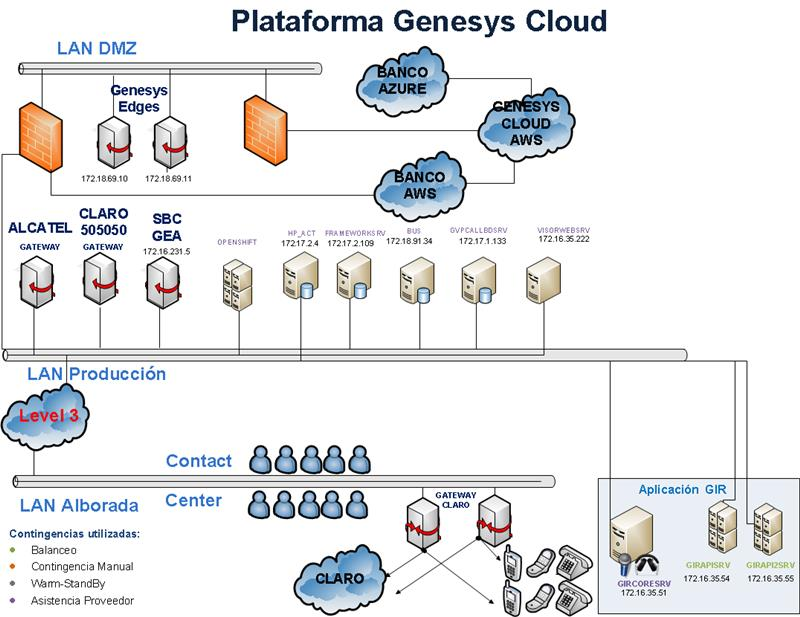 Plataforma Genesys Cloud
LAN DMZ
BANCO
AZURE
Genesys
Edges
GENESYS
CLOUD
AWS
172.18.69.10
172.18.69.11
BANCO
AWS
ALCATEL
GATEWAY
CLARO
505050
GATEWAY
SBC
GEA
172.16.231.5
OPENSHIFT
HP_ACT
172.17.2.4
FRAMEWORKSRV
172.17.2.109
BUS
172.18.91.34
GVPCALLBDSRV
172.17.1.133
VISORWEBSRV
172.16.35.222
LAN Producción
Level 3
Contact
Center
LAN Alborada
GATEWAY
CLARO
CLARO
Aplicación GIR
GIRCORESRV
172.16.35.51
GIRAPISRV
172.16.35.54
GIRAPI2SRV
172.16.35.55
Contingencias utilizadas:
Balanceo
Contingencia Manual
Warm-StandBy
Asistencia Proveedor